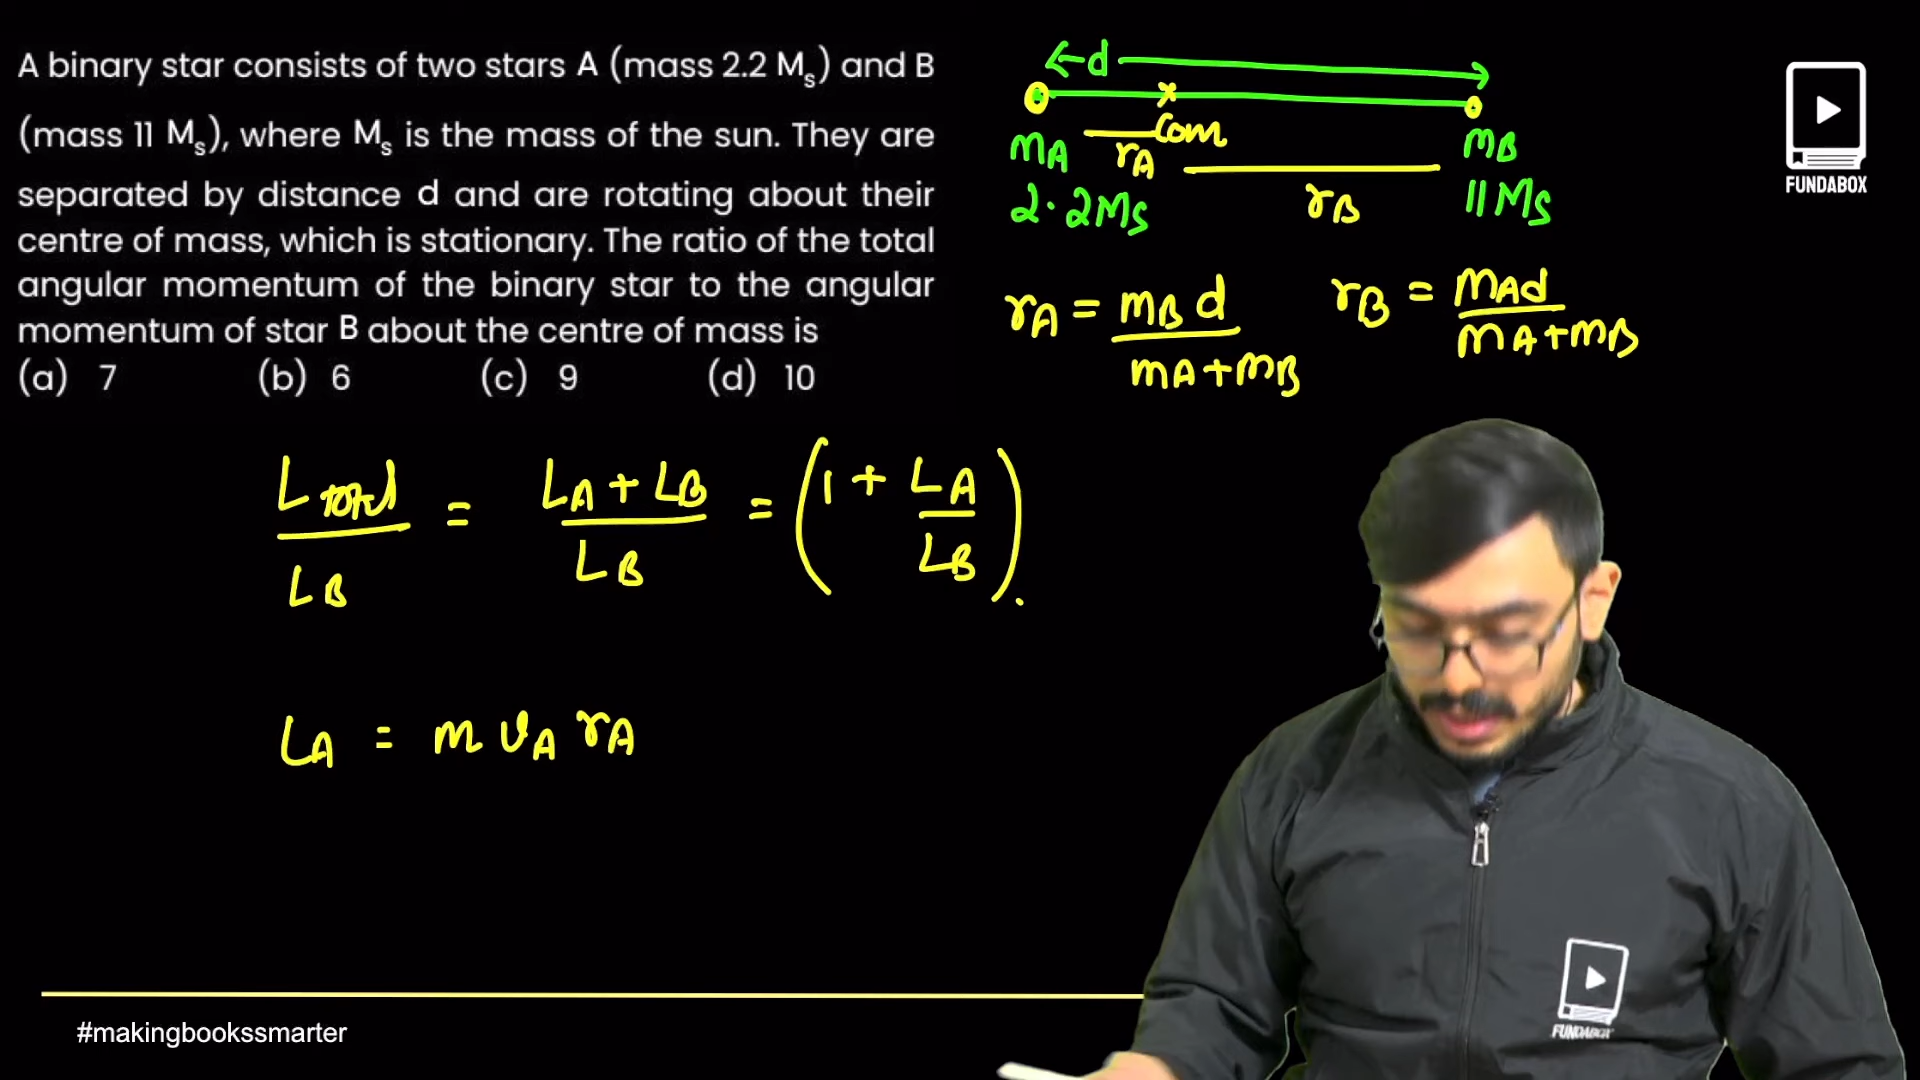 A binary star consists of two stars A (mass 2.2 Mₛ) and B
(mass 11 Mₛ), where Mₛ is the mass of the sun. They are
separated by distance d and are rotating about their
centre of mass, which is stationary. The ratio of the total
angular momentum of the binary star to the angular
momentum of star B about the centre of mass is
(a) 7 (b) 6 (c) 9 (d) 10
d
mA rA Com mB
2.2Ms rB 11Ms
rA = mB d / mA+mB rB = mAd / mA+mB
L total / LB = LA + LB / LB = (1 + LA / LB).
LA = m vA rA
FUNDABOX
FUNDABOX
#makingbookssmarter